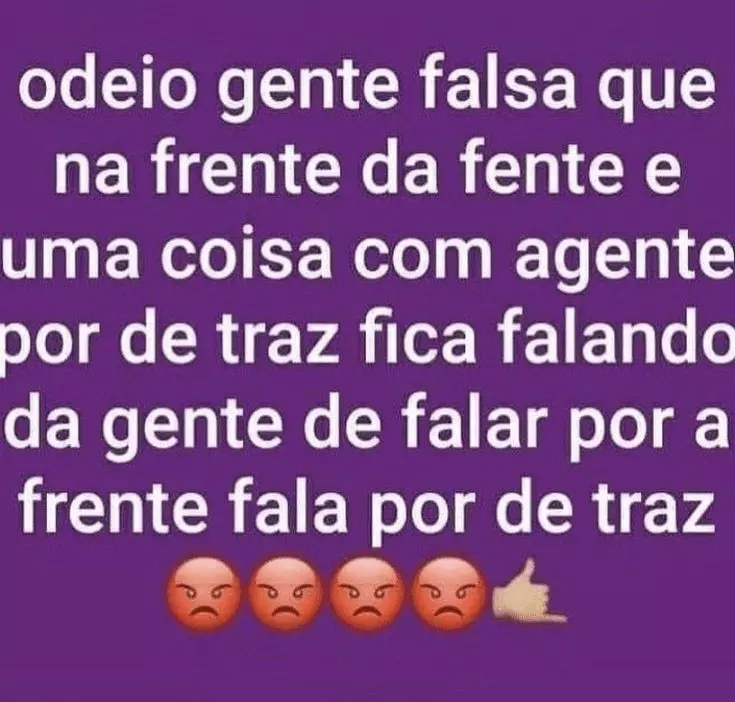 odeio gente falsa que
na frente da fente e
uma coisa com agente
por de traz fica falando
da gente de falar por a
frente fala por de traz
😡😡😡😡🤙🏼